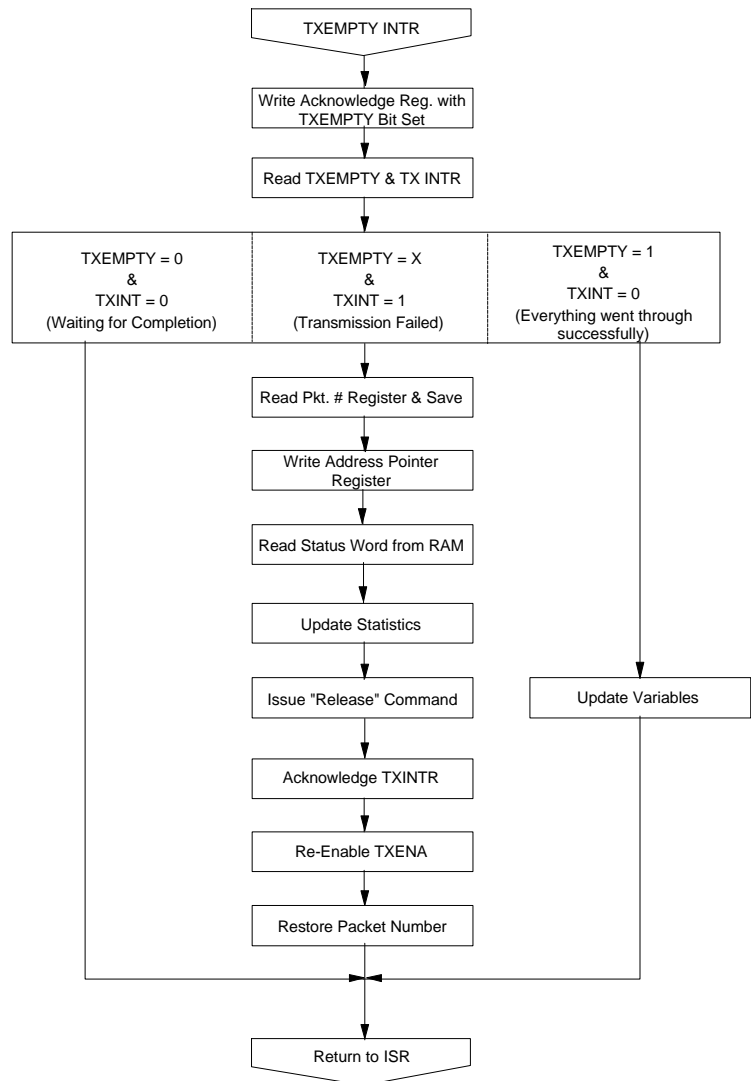 TXEMPTY INTR
Write Acknowledge Reg. with
TXEMPTY Bit Set
Read TXEMPTY & TX INTR
TXEMPTY = 0
&
TXINT = 0
(Waiting for Completion)
TXEMPTY = X
&
TXINT = 1
(Transmission Failed)
TXEMPTY = 1
&
TXINT = 0
(Everything went through
successfully)
Read Pkt. # Register & Save
Write Address Pointer
Register
Read Status Word from RAM
Update Statistics
Issue "Release" Command
Update Variables
Acknowledge TXINTR
Re-Enable TXENA
Restore Packet Number
Return to ISR